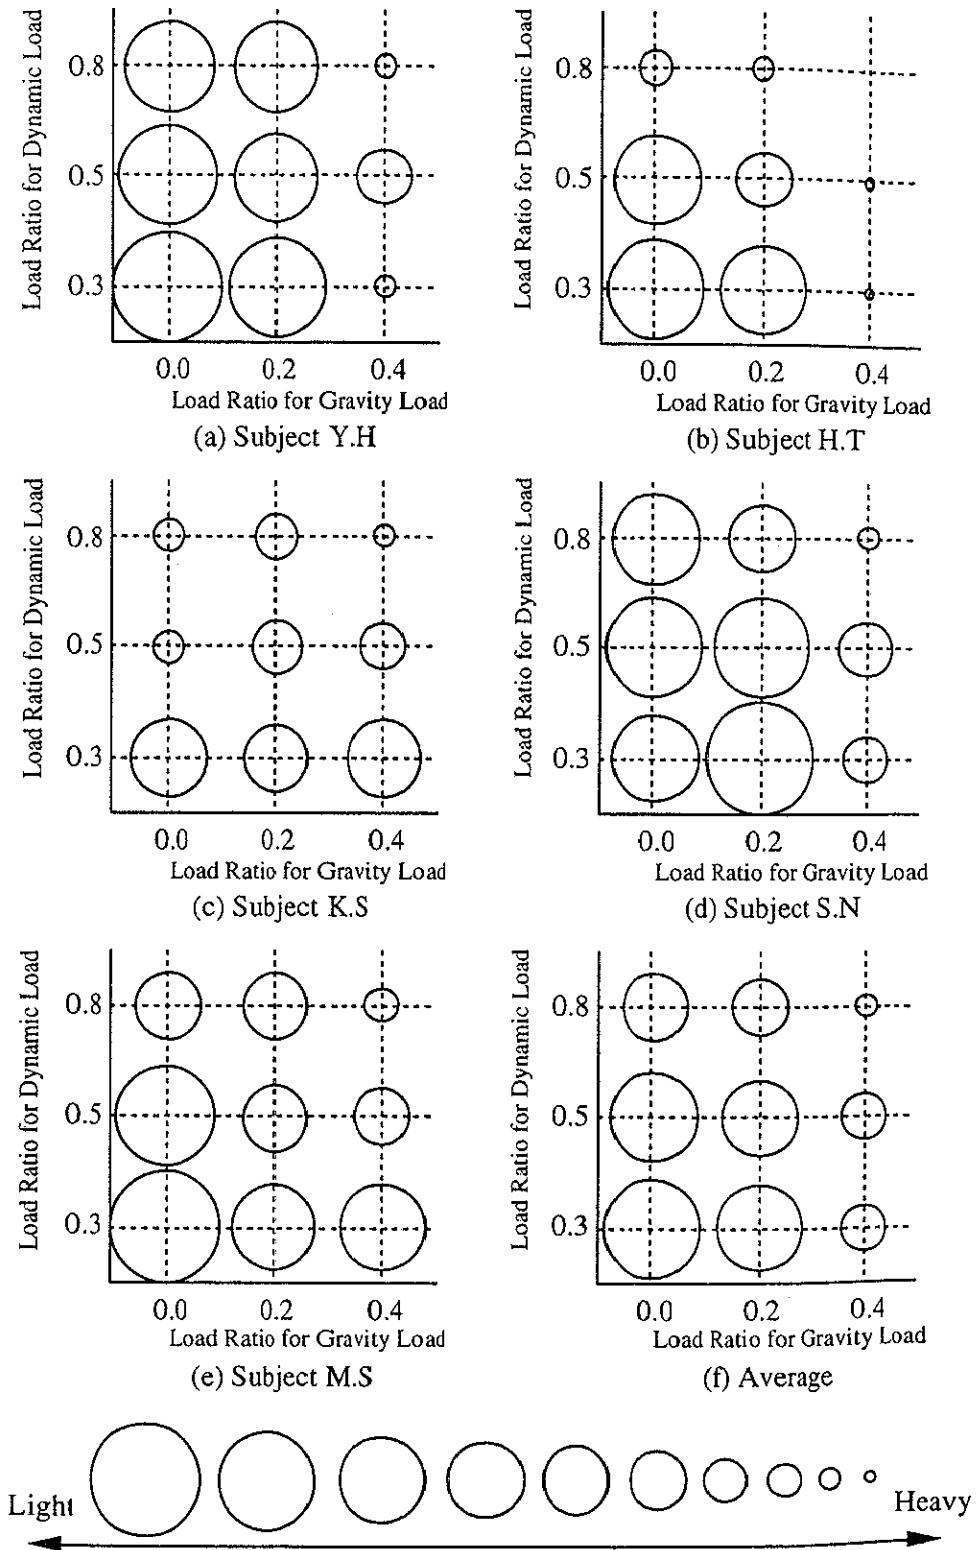 Load Ratio for Dynamic Load
0.8
0.5
0.3
0.0 0.2 0.4
Load Ratio for Gravity Load
(a) Subject Y.H
Load Ratio for Dynamic Load
0.8
0.5
0.3
0.0 0.2 0.4
Load Ratio for Gravity Load
(b) Subject H.T
Load Ratio for Dynamic Load
0.8
0.5
0.3
0.0 0.2 0.4
Load Ratio for Gravity Load
(c) Subject K.S
Load Ratio for Dynamic Load
0.8
0.5
0.3
0.0 0.2 0.4
Load Ratio for Gravity Load
(d) Subject S.N
Load Ratio for Dynamic Load
0.8
0.5
0.3
0.0 0.2 0.4
Load Ratio for Gravity Load
(e) Subject M.S
Load Ratio for Dynamic Load
0.8
0.5
0.3
0.0 0.2 0.4
Load Ratio for Gravity Load
(f) Average
Light Heavy